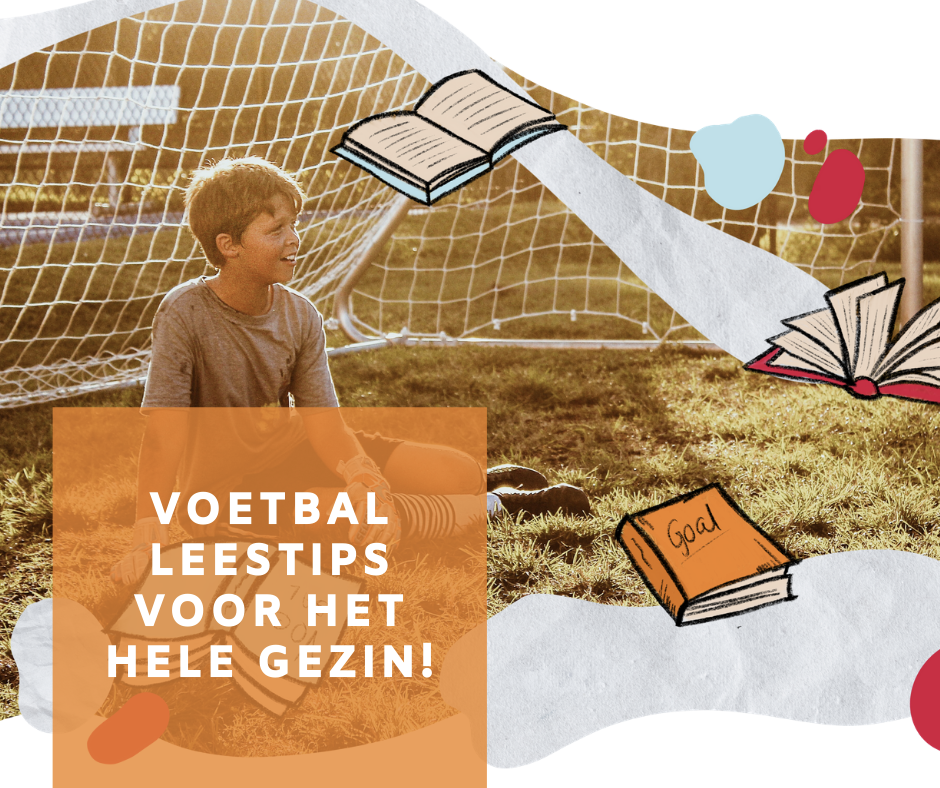 Goal
VOETBAL
LEESTIPS
VOOR HET
HELE GEZIN!